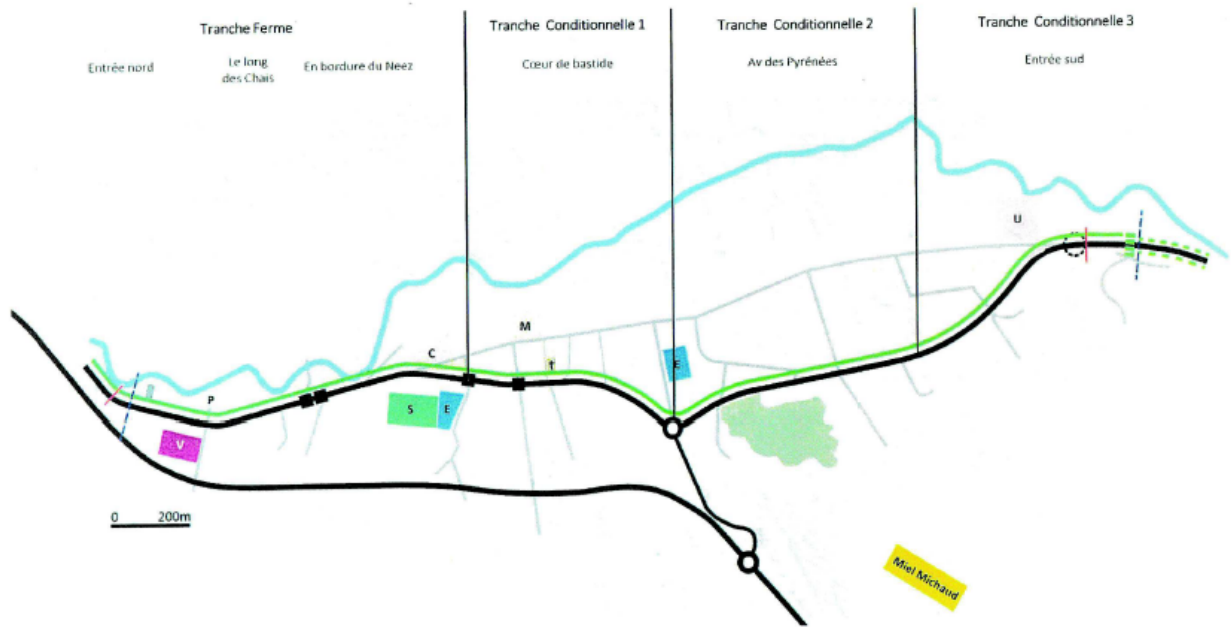 Tranche Ferme
Tranche Conditionnelle 1
Tranche Conditionnelle 2
Tranche Conditionnelle 3
Entrée nord
Le long
des Chais
En bordure du Neez
Cœur de bastide
Av des Pyrénées
Entrée sud
U
M
C
t
E
P
S
E
V
0 200m
Miel Michaud